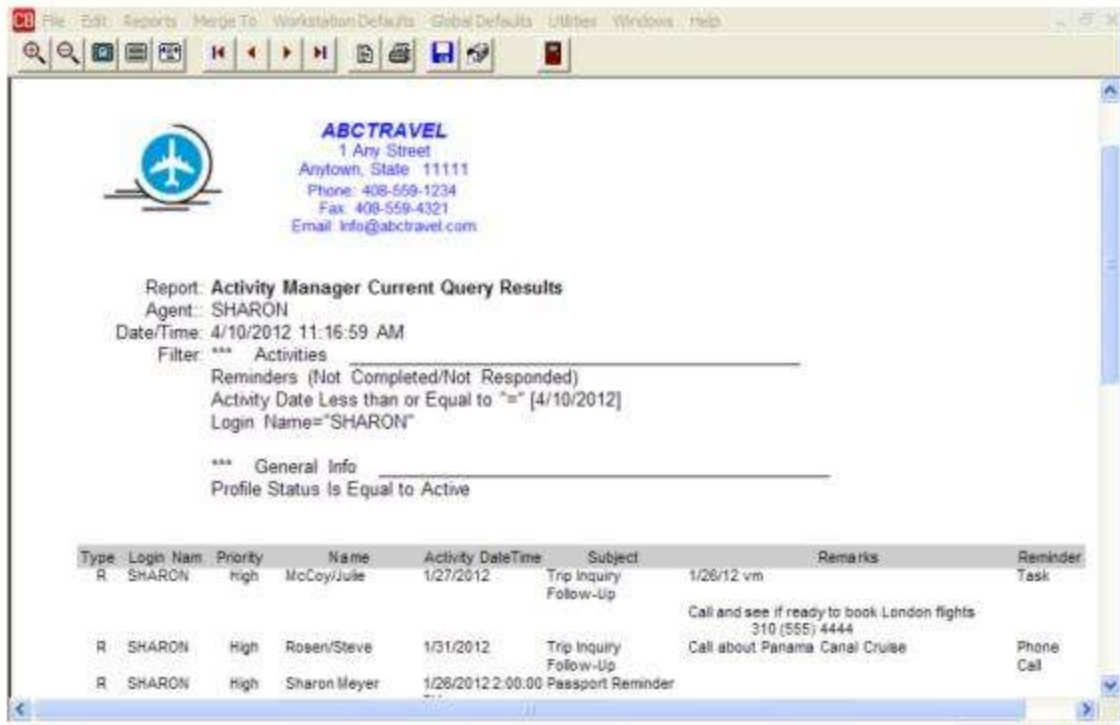 CB File Edit Reports Merge To Workstation Defaults Global Defaults Utilities Windows Help
ABCTRAVEL
1 Any Street
Anytown, State 11111
Phone: 408-559-1234
Fax: 408-559-4321
Email: Info@abctravel.com
Report: Activity Manager Current Query Results
Agent:: SHARON
Date/Time: 4/10/2012 11:16:59 AM
Filter: *** Activities
Reminders (Not Completed/Not Responded)
Activity Date Less than or Equal to "=" [4/10/2012]
Login Name="SHARON"
*** General Info
Profile Status Is Equal to Active
Type Login Nam Priority Name Activity DateTime Subject Remarks Reminder
R SHARON High McCoy/Julie 1/27/2012 Trip Inquiry 1/26/12 vm Task
Follow-Up
Call and see if ready to book London flights
310 (555) 4444
R SHARON High Rosen/Steve 1/31/2012 Trip Inquiry Call about Panama Canal Cruise Phone
Follow-Up Call
R SHARON High Sharon Meyer 1/26/2012 2:00:00 Passport Reminder